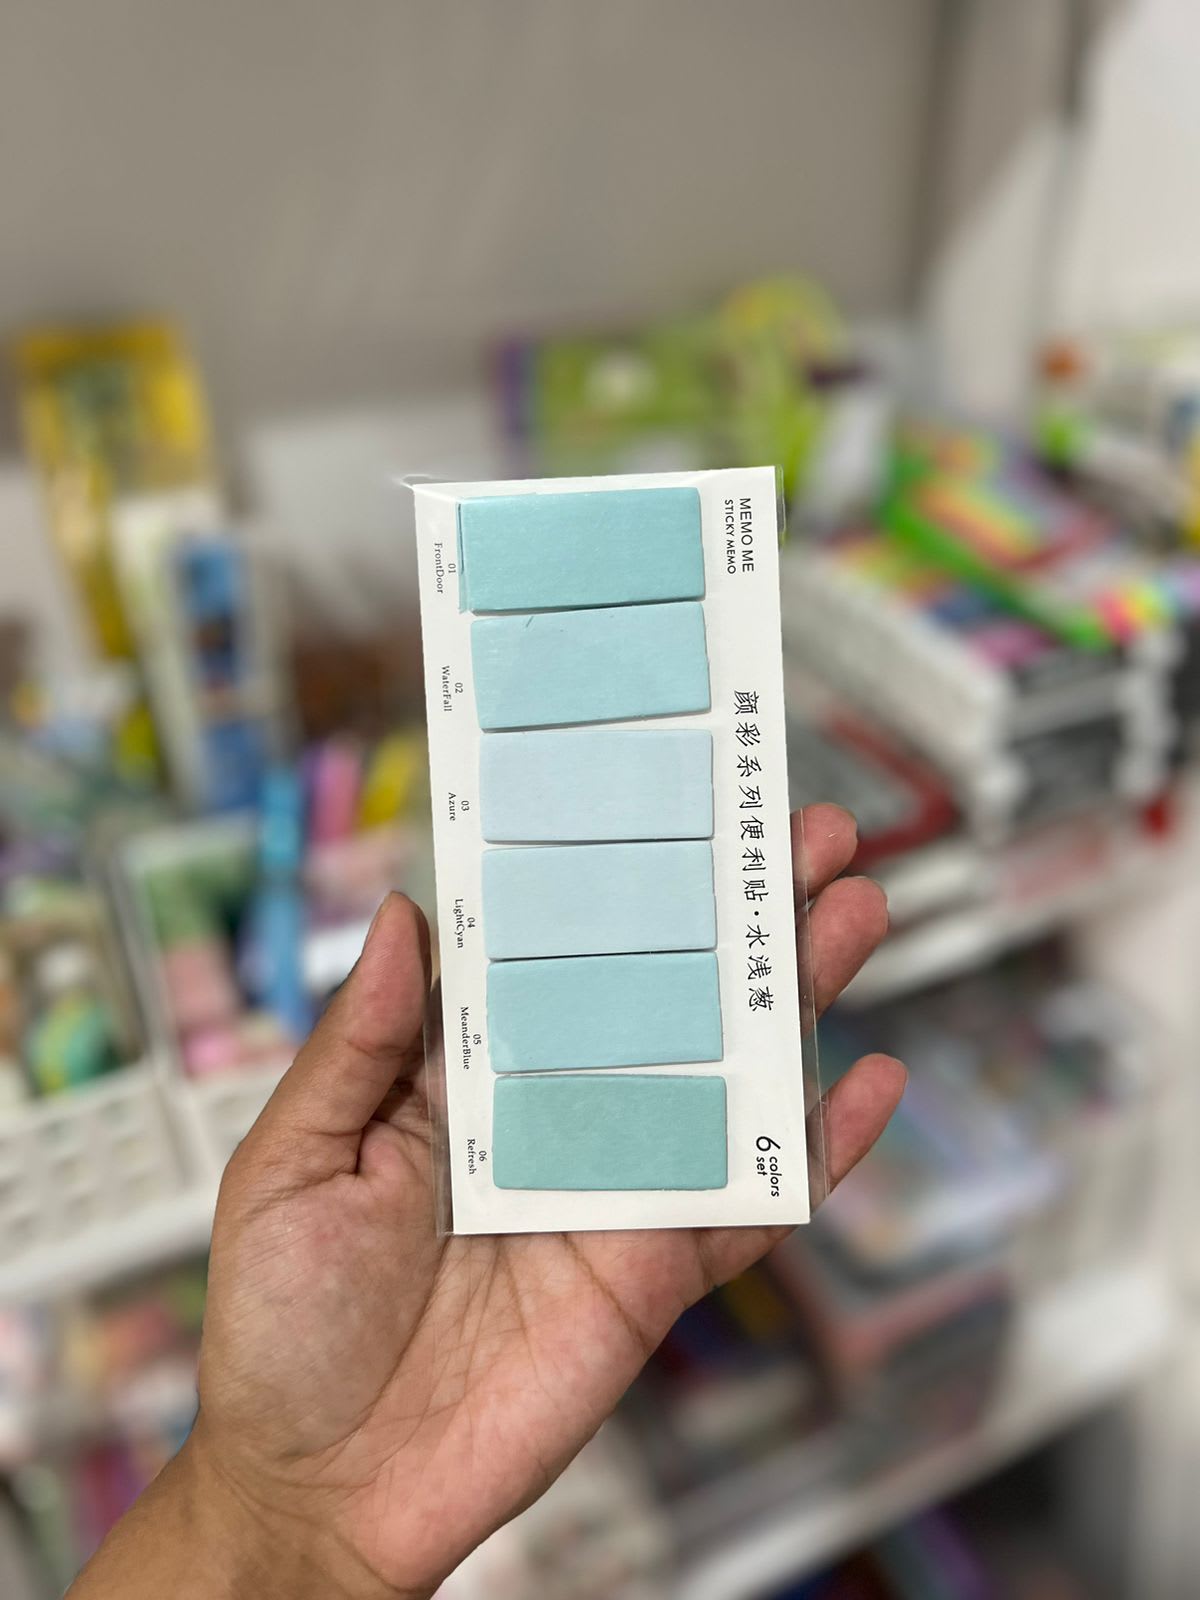 MEMO ME
STICKY MEMO
颜彩系列便利贴·水浅葱
6 colors
set
01
FrontDoor
02
WaterFall
03
Azure
04
LightCyan
05
MeanderBlue
06
Refresh